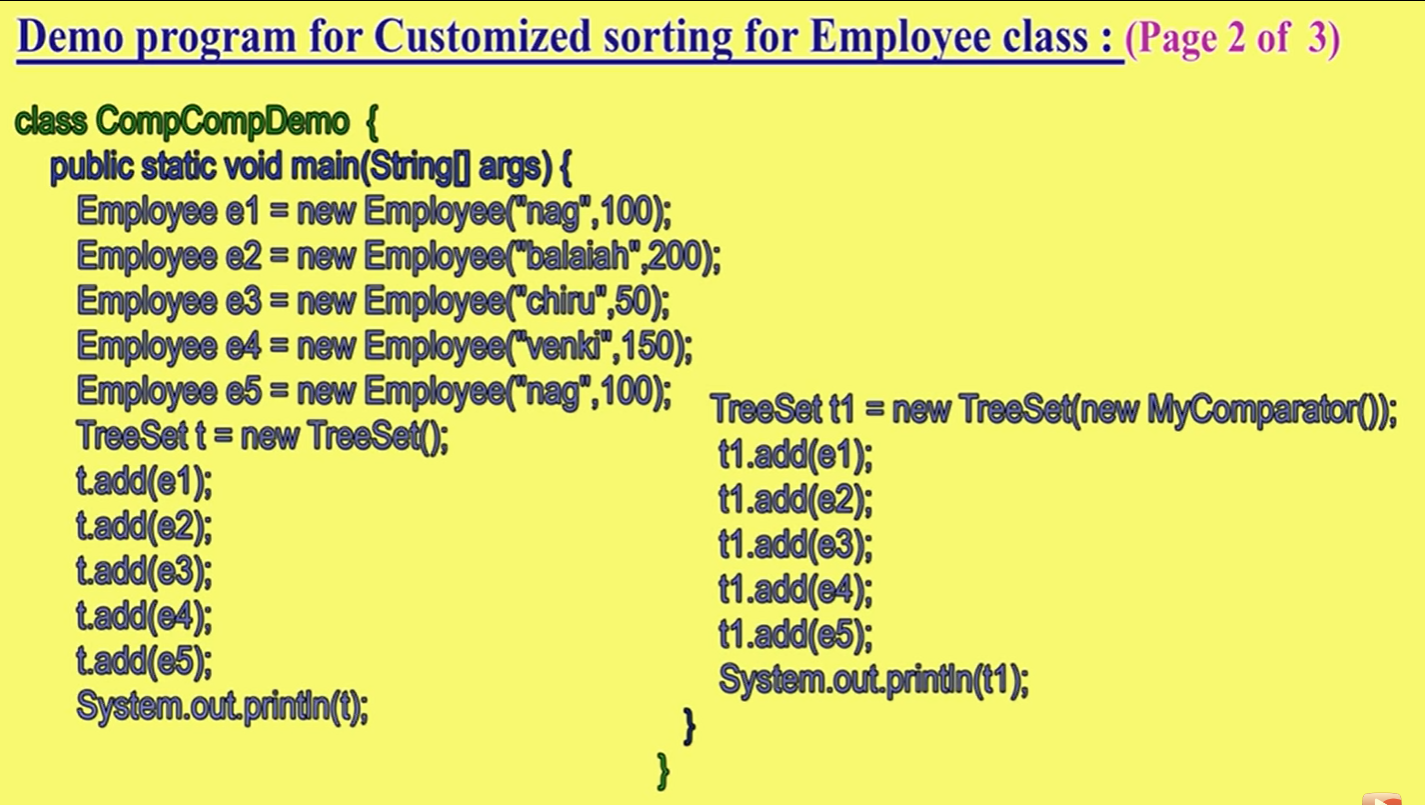 Demo program for Customized sorting for Employee class : (Page 2 of 3)
class CompCompDemo {
public static void main(String[] args) {
Employee e1 = new Employee("nag",100);
Employee e2 = new Employee("balaiah",200);
Employee e3 = new Employee("chiru",50);
Employee e4 = new Employee("venki",150);
Employee e5 = new Employee("nag",100);
TreeSet t = new TreeSet();
t.add(e1);
t.add(e2);
t.add(e3);
t.add(e4);
t.add(e5);
System.out.println(t);
TreeSet t1 = new TreeSet(new MyComparator());
t1.add(e1);
t1.add(e2);
t1.add(e3);
t1.add(e4);
t1.add(e5);
System.out.println(t1);
}
}